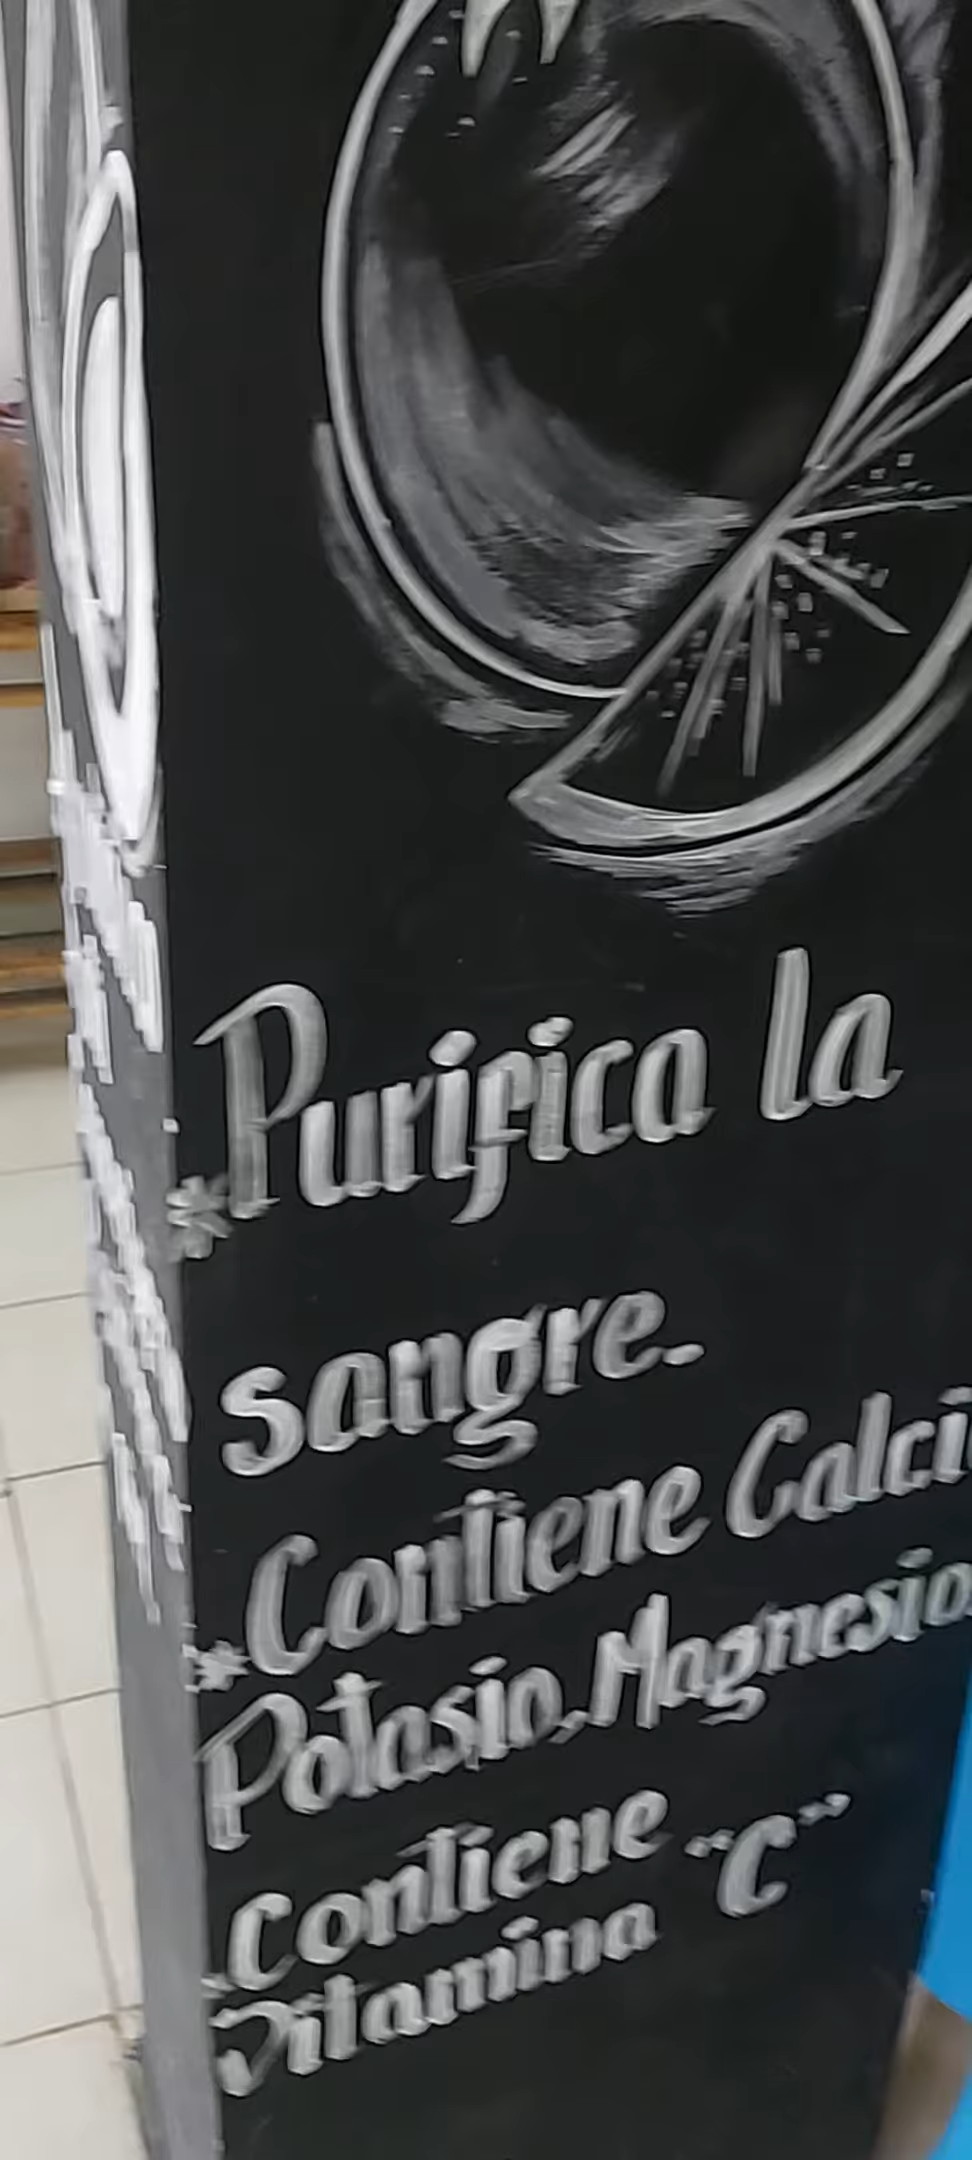 *Purifica la
sangre.
*Contiene Calci
Potasio, Magnesio
Contiene "C"
Vitamina